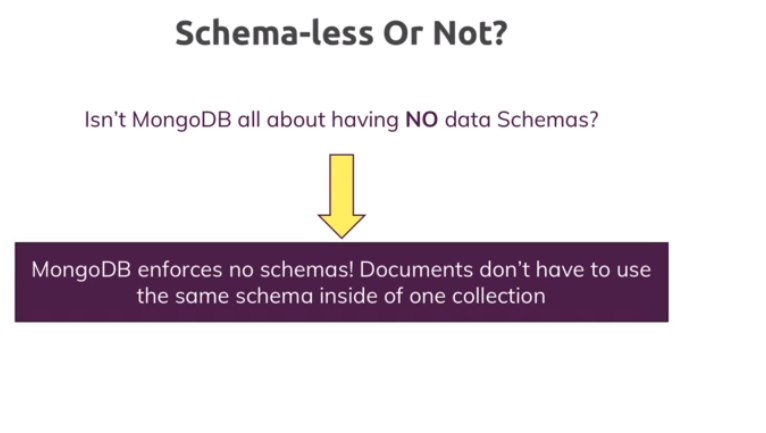 Schema-less Or Not?
Isn't MongoDB all about having NO data Schemas?
MongoDB enforces no schemas! Documents don't have to use
the same schema inside of one collection